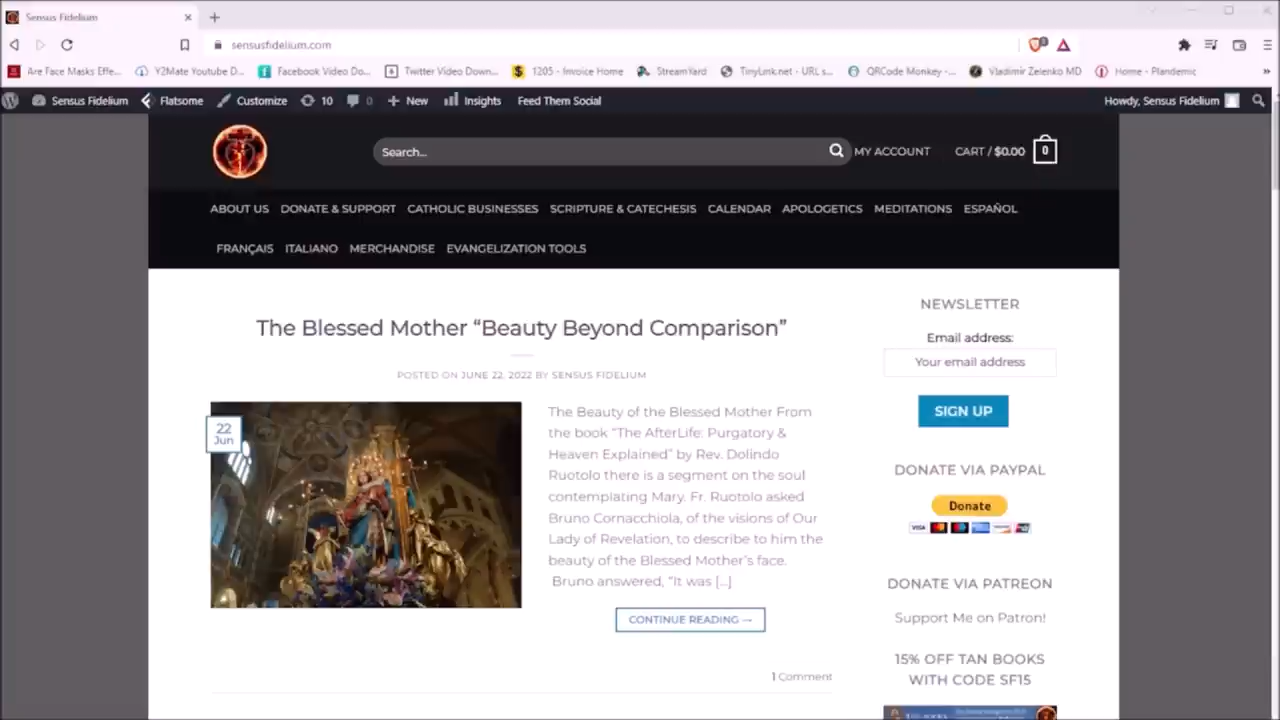 Sensus Fidelium
sensusfidelium.com
Are Face Masks Effe... Y2Mate Youtube D... Facebook Video Do... Twitter Video Down... 1205 - Invoice Home StreamYard TinyLink.net - URL s... QRCode Monkey -... Vladimir Zelenko MD Home - Plandemic
Sensus Fidelium Flatsome Customize 10 0 New Insights Feed Them Social Howdy, Sensus Fidelium
Search... MY ACCOUNT CART / $0.00 0
ABOUT US DONATE & SUPPORT CATHOLIC BUSINESSES SCRIPTURE & CATECHESIS CALENDAR APOLOGETICS MEDITATIONS ESPAÑOL
FRANÇAIS ITALIANO MERCHANDISE EVANGELIZATION TOOLS
The Blessed Mother “Beauty Beyond Comparison”
POSTED ON JUNE 22, 2022 BY SENSUS FIDELIUM
22
Jun
The Beauty of the Blessed Mother From
the book “The AfterLife: Purgatory &
Heaven Explained” by Rev. Dolindo
Ruotolo there is a segment on the soul
contemplating Mary. Fr. Ruotolo asked
Bruno Cornacchiola, of the visions of Our
Lady of Revelation, to describe to him the
beauty of the Blessed Mother’s face.
Bruno answered, “It was [...]
CONTINUE READING →
1 Comment
NEWSLETTER
Email address:
Your email address
SIGN UP
DONATE VIA PAYPAL
Donate
VISA
DONATE VIA PATREON
Support Me on Patron!
15% OFF TAN BOOKS
WITH CODE SF15